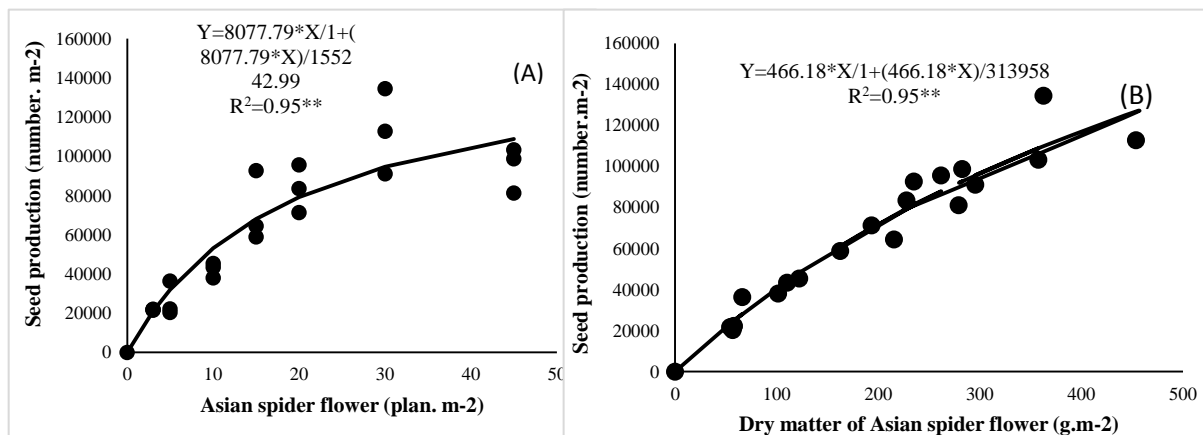 Y=8077.79*X/1+(
8077.79*X)/1552
42.99
R²=0.95**
(A)
Seed production (number. m-2)
160000
140000
120000
100000
80000
60000
40000
20000
0
0 10 20 30 40 50
Asian spider flower (plan. m-2)
Y=466.18*X/1+(466.18*X)/313958
R²=0.95**
(B)
Seed production (number.m-2)
160000
140000
120000
100000
80000
60000
40000
20000
0
0 100 200 300 400 500
Dry matter of Asian spider flower (g.m-2)